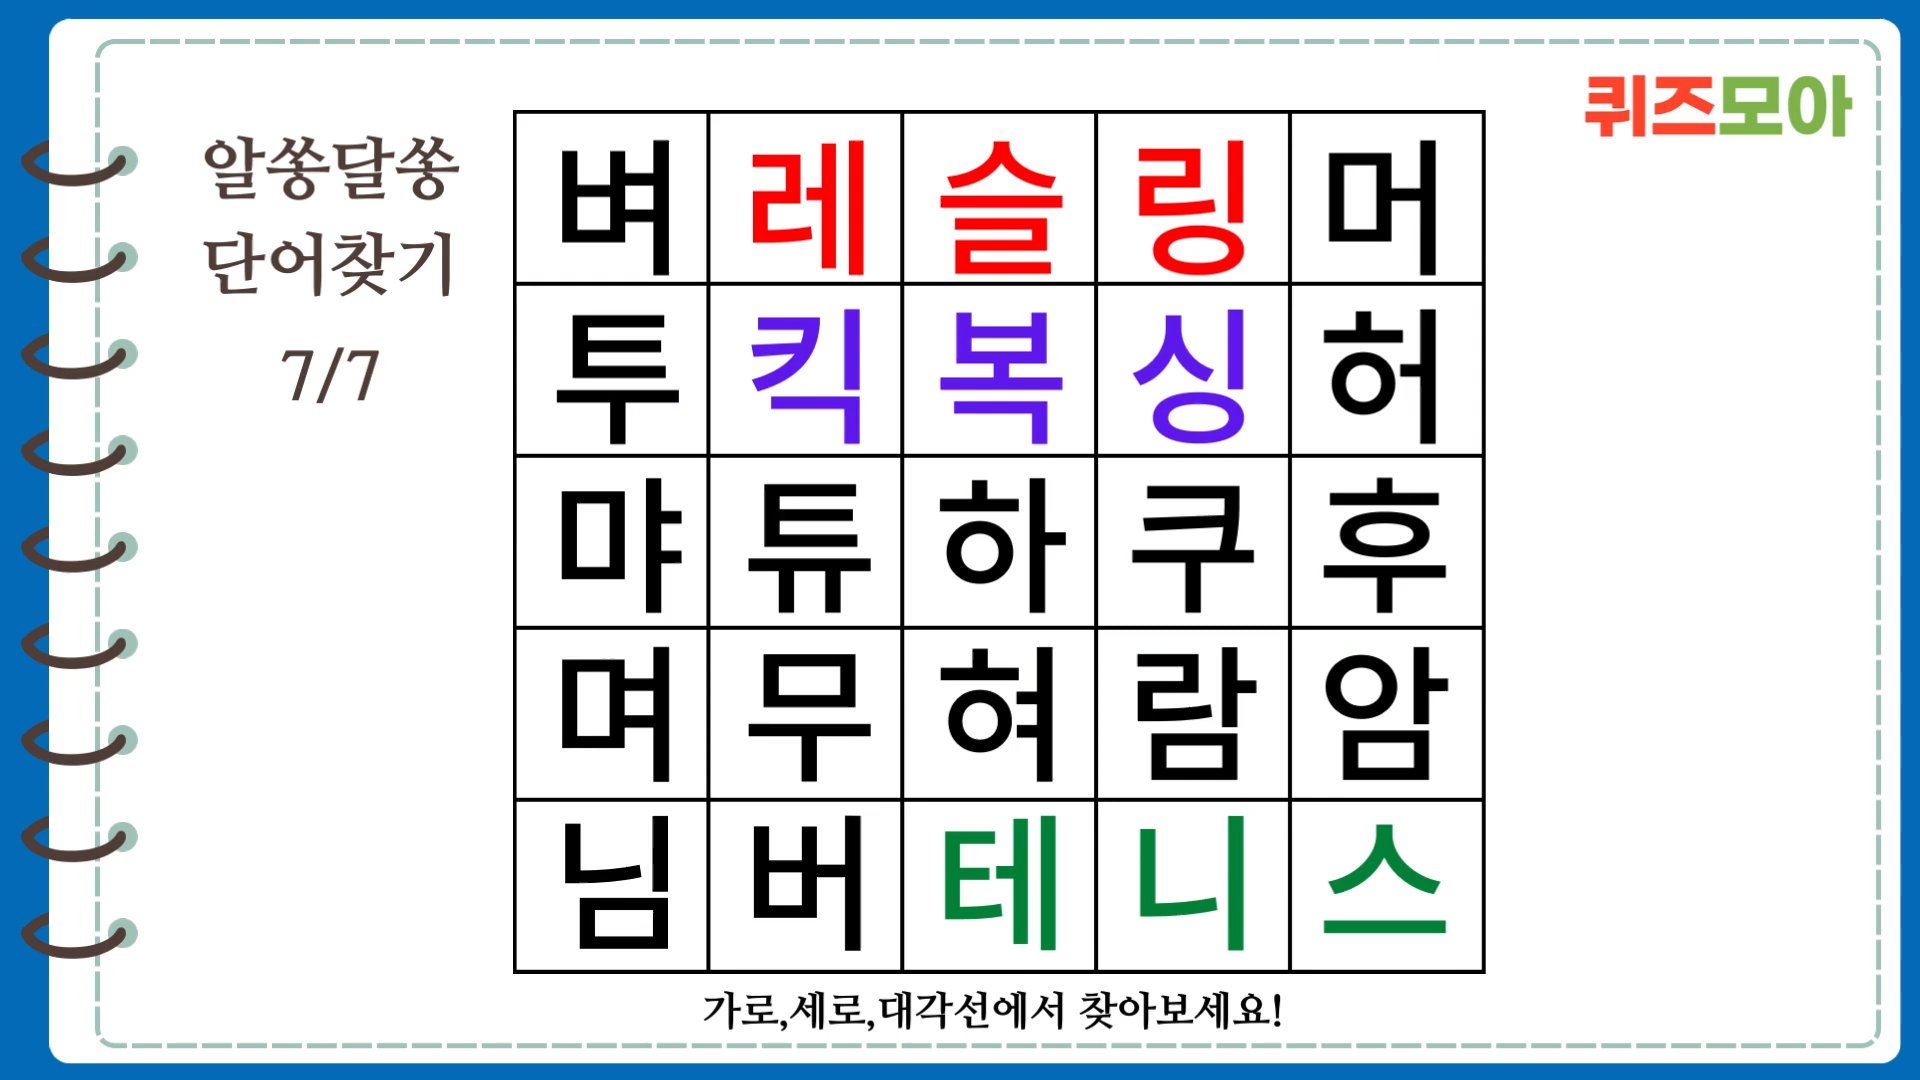 퀴즈모아
알쏭달쏭
단어찾기
7/7
벼 레 슬 링 머
투 킥 복 싱 허
먀 튜 하 쿠 후
며 무 혀 람 암
님 버 테 니 스
가로,세로,대각선에서 찾아보세요!